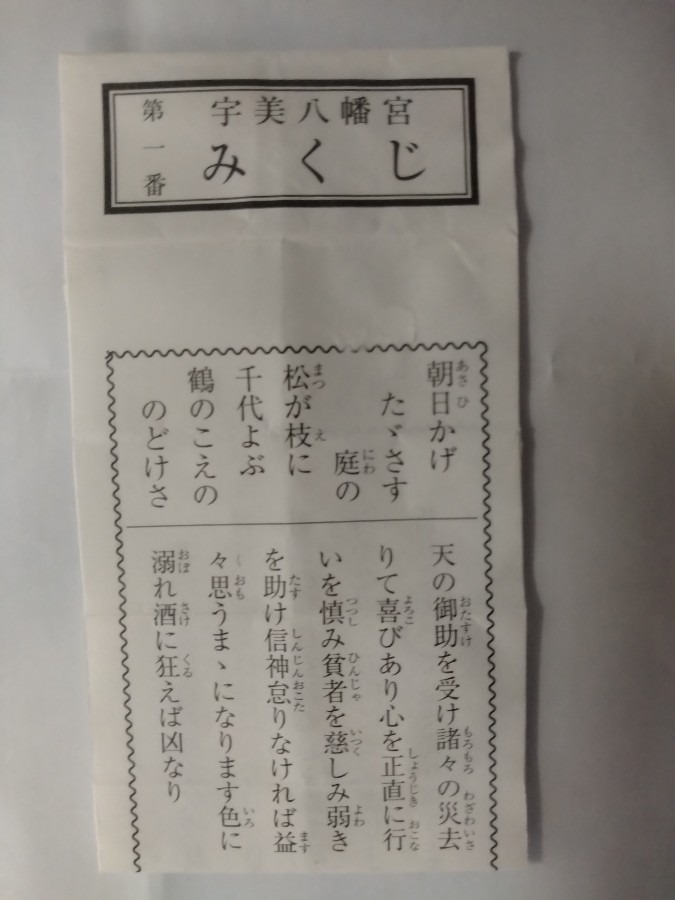 第一番
宇美八幡宮
みくじ
朝日かげ
たゞさす
庭の
松が枝に
千代よぶ
鶴のこえの
のどけさ
天の御助を受け諸々の災去
りて喜びあり心を正直に行
いを慎み貧者を慈しみ弱き
を助け信神怠りなければ益
々思うまゝになります色に
溺れ酒に狂えば凶なり